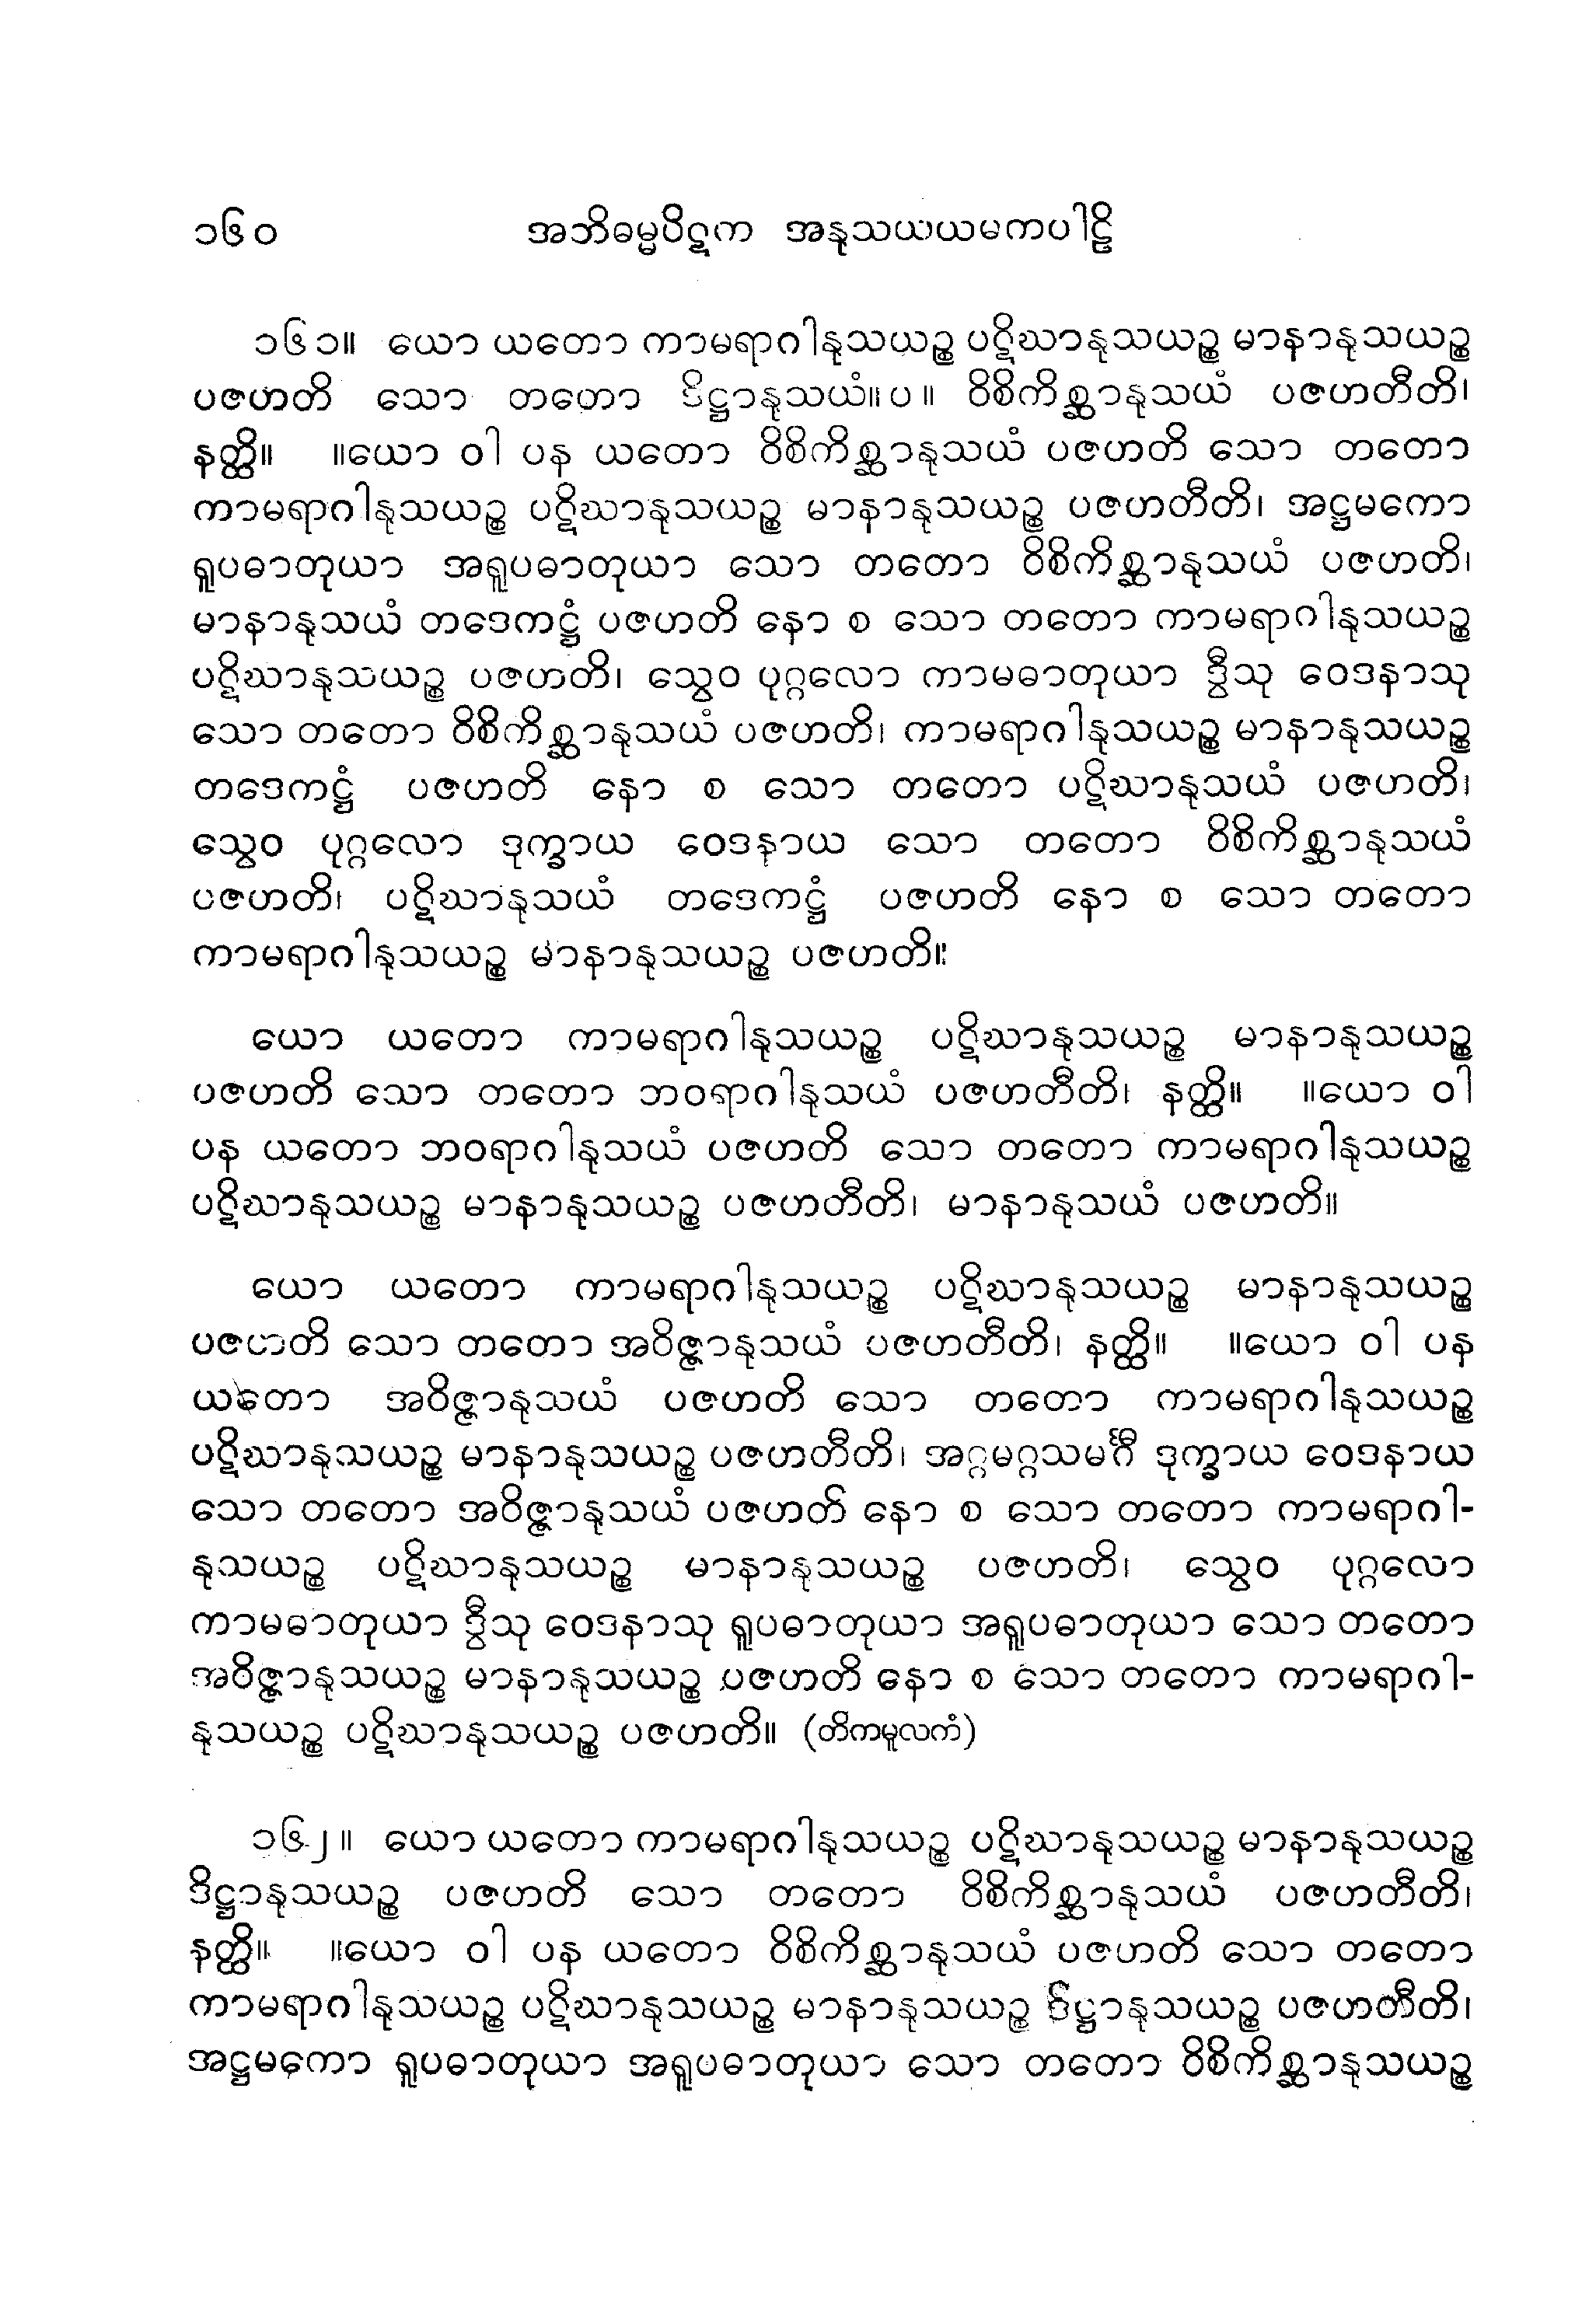 ၁၆၀ အဘိဓမ္မပိဋက အနုသယယမကပါဠိ
၁၆၁။ ယော ယတော ကာမရာဂါနုသယဉ္စ ပဋိဃာနုသယဉ္စ မာနာနုသယဉ္စ
ပဇဟတိ သော တတော ဒိဋ္ဌာနုသယံ။ပ။ ဝိစိကိစ္ဆာနုသယံ ပဇဟတီတိ၊
နတ္ထိ။ ။ယော ဝါ ပန ယတော ဝိစိကိစ္ဆာနုသယံ ပဇဟတိ သော တတော
ကာမရာဂါနုသယဉ္စ ပဋိဃာနုသယဉ္စ မာနာနုသယဉ္စ ပဇဟတီတိ၊ အဋ္ဌမကော
ရူပဓာတုယာ အရူပဓာတုယာ သော တတော ဝိစိကိစ္ဆာနုသယံ ပဇဟတိ၊
မာနာနုသယံ တဒေကဋ္ဌံ ပဇဟတိ နော စ သော တတော ကာမရာဂါနုသယဉ္စ
ပဋိဃာနုသယဉ္စ ပဇဟတိ၊ သွေဝ ပုဂ္ဂလော ကာမဓာတုယာ ဒွီသု ဝေဒနာသု
သော တတော ဝိစိကိစ္ဆာနုသယံ ပဇဟတိ၊ ကာမရာဂါနုသယဉ္စ မာနာနုသယဉ္စ
တဒေကဋ္ဌံ ပဇဟတိ နော စ သော တတော ပဋိဃာနုသယံ ပဇဟတိ၊
သွေဝ ပုဂ္ဂလော ဒုက္ခာယ ဝေဒနာယ သော တတော ဝိစိကိစ္ဆာနုသယံ
ပဇဟတိ၊ ပဋိဃာနုသယံ တဒေကဋ္ဌံ ပဇဟတိ နော စ သော တတော
ကာမရာဂါနုသယဉ္စ မာနာနုသယဉ္စ ပဇဟတိ။
ယော ယတော ကာမရာဂါနုသယဉ္စ ပဋိဃာနုသယဉ္စ မာနာနုသယဉ္စ
ပဇဟတိ သော တတော ဘဝရာဂါနုသယံ ပဇဟတီတိ၊ နတ္ထိ။ ။ယော ဝါ
ပန ယတော ဘဝရာဂါနုသယံ ပဇဟတိ သော တတော ကာမရာဂါနုသယဉ္စ
ပဋိဃာနုသယဉ္စ မာနာနုသယဉ္စ ပဇဟတီတိ၊ မာနာနုသယံ ပဇဟတိ။
ယော ယတော ကာမရာဂါနုသယဉ္စ ပဋိဃာနုသယဉ္စ မာနာနုသယဉ္စ
ပဇဟတိ သော တတော အဝိဇ္ဇာနုသယံ ပဇဟတီတိ၊ နတ္ထိ။ ။ယော ဝါ ပန
ယတော အဝိဇ္ဇာနုသယံ ပဇဟတိ သော တတော ကာမရာဂါနုသယဉ္စ
ပဋိဃာနုသယဉ္စ မာနာနုသယဉ္စ ပဇဟတီတိ၊ အဂ္ဂမဂ္ဂသမင်္ဂီ ဒုက္ခာယ ဝေဒနာယ
သော တတော အဝိဇ္ဇာနုသယံ ပဇဟတိ နော စ သော တတော ကာမရာဂါ-
နုသယဉ္စ ပဋိဃာနုသယဉ္စ မာနာနုသယဉ္စ ပဇဟတိ၊ သွေဝ ပုဂ္ဂလော
ကာမဓာတုယာ ဒွီသု ဝေဒနာသု ရူပဓာတုယာ အရူပဓာတုယာ သော တတော
အဝိဇ္ဇာနုသယဉ္စ မာနာနုသယဉ္စ ပဇဟတိ နော စ သော တတော ကာမရာဂါ-
နုသယဉ္စ ပဋိဃာနုသယဉ္စ ပဇဟတိ။ (တိကမူလကံ)
၁၆၂။ ယော ယတော ကာမရာဂါနုသယဉ္စ ပဋိဃာနုသယဉ္စ မာနာနုသယဉ္စ
ဒိဋ္ဌာနုသယဉ္စ ပဇဟတိ သော တတော ဝိစိကိစ္ဆာနုသယံ ပဇဟတီတိ၊
နတ္ထိ။ ။ယော ဝါ ပန ယတော ဝိစိကိစ္ဆာနုသယံ ပဇဟတိ သော တတော
ကာမရာဂါနုသယဉ္စ ပဋိဃာနုသယဉ္စ မာနာနုသယဉ္စ ဒိဋ္ဌာနုသယဉ္စ ပဇဟတီတိ၊
အဋ္ဌမကော ရူပဓာတုယာ အရူပဓာတုယာ သော တတော ဝိစိကိစ္ဆာနုသယဉ္စ